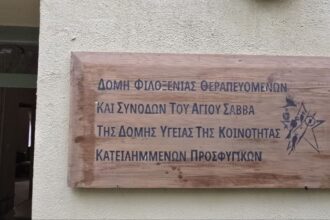 ΔΟΜΗ ΦΙΛΟΞΕΝΙΑΣ ΘΕΡΑΠΕΥΟΜΕΝΩΝ
ΚΑΙ ΣΥΝΟΔΩΝ ΤΟΥ ΑΓΙΟΥ ΣΑΒΒΑ
ΤΗΣ ΔΟΜΗΣ ΥΓΕΙΑΣ ΤΗΣ ΚΟΙΝΟΤΗΤΑΣ
ΚΑΤΕΙΛΗΜΜΕΝΩΝ ΠΡΟΣΦΥΓΙΚΩΝ